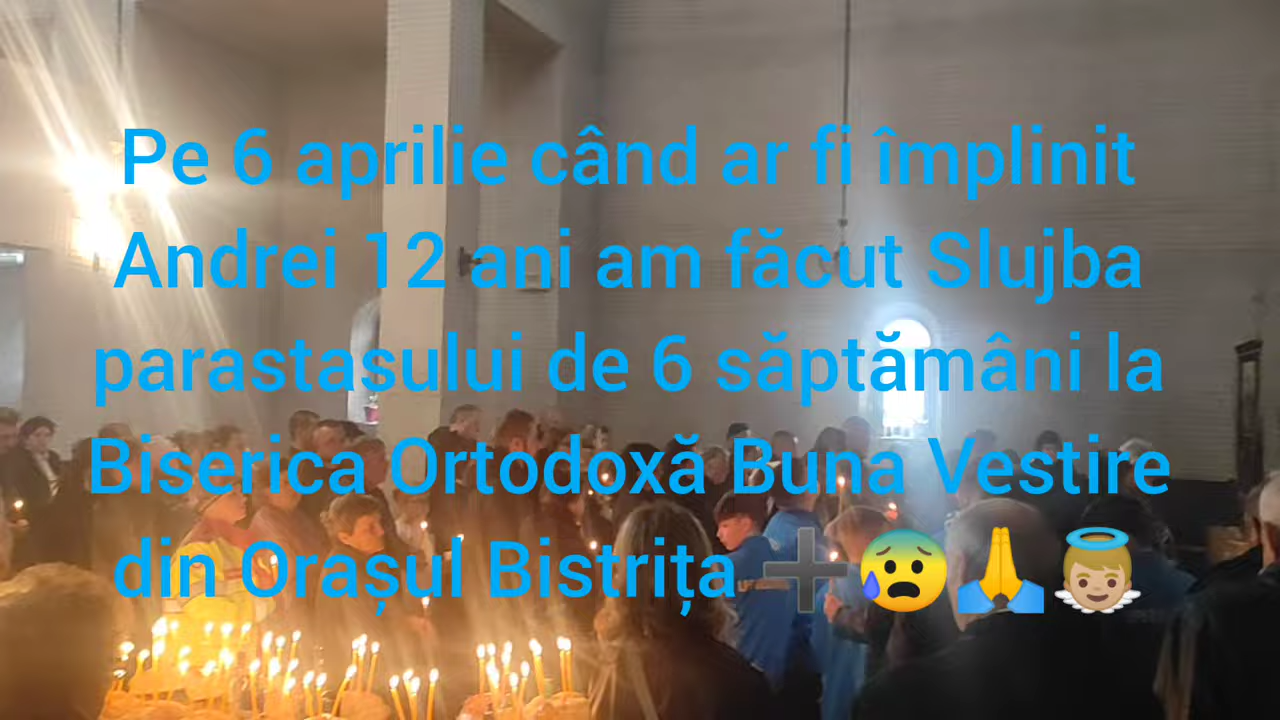 Pe 6 aprilie când ar fi împlinit
Andrei 12 ani am făcut Slujba
parastasului de 6 săptămâni la
Biserica Ortodoxă Buna Vestire
din Orașul Bistrița ➕😰🙏👼🏼